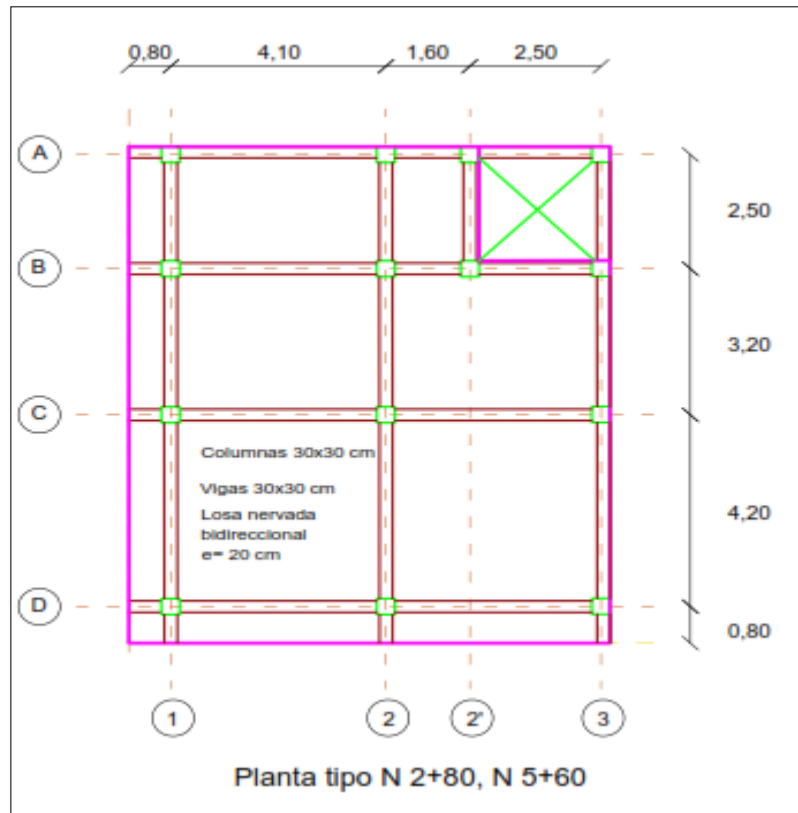 0,80 4,10 1,60 2,50
A
2,50
B
3,20
C
Columnas 30x30 cm
Vigas 30x30 cm
Losa nervada
bidireccional
e= 20 cm
4,20
D
0,80
1 2 2' 3
Planta tipo N 2+80, N 5+60